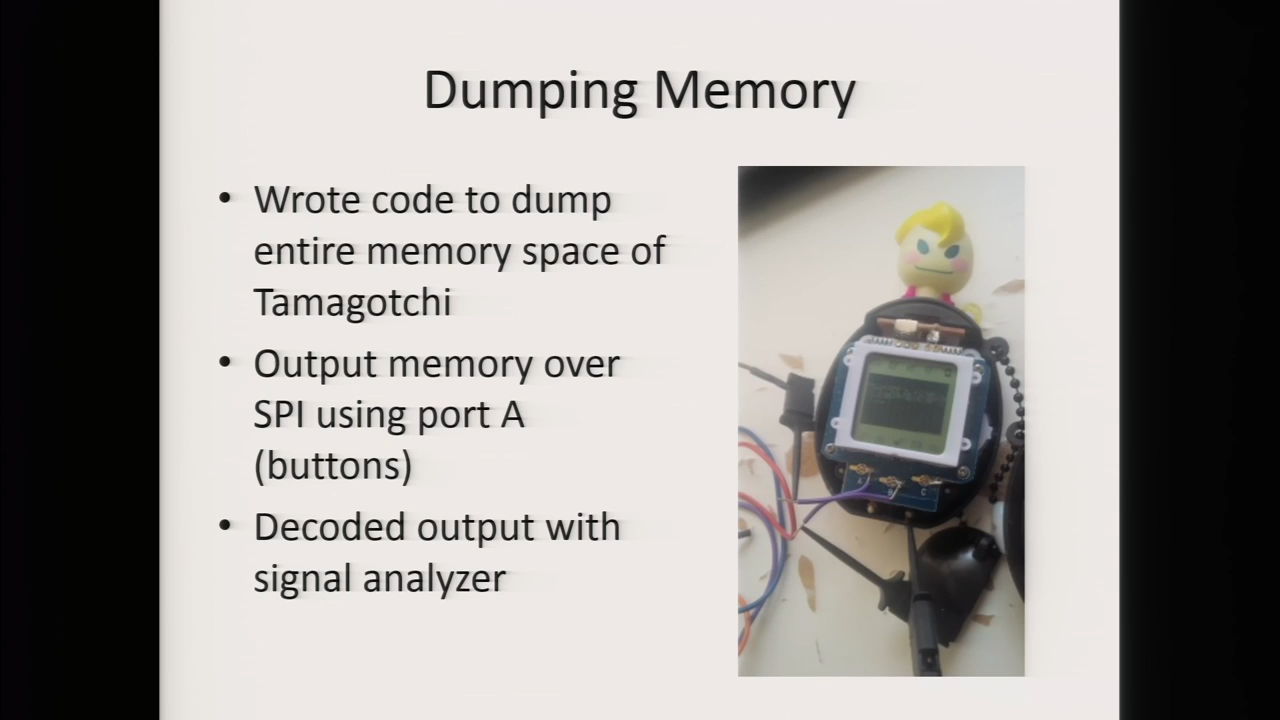 Dumping Memory
• Wrote code to dump
entire memory space of
Tamagotchi
• Output memory over
SPI using port A
(buttons)
• Decoded output with
signal analyzer